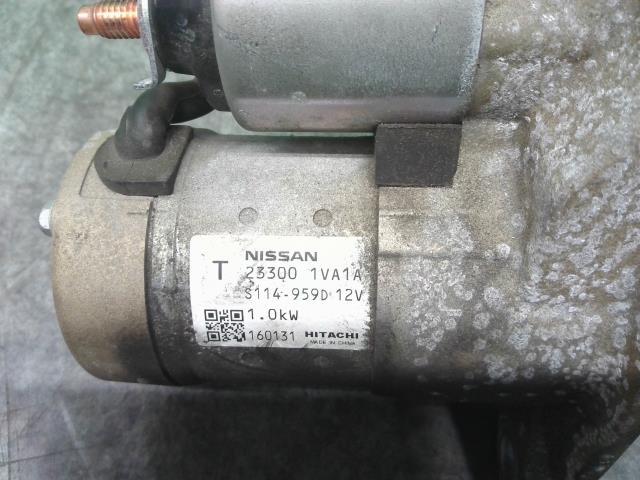 NISSAN
T 23300 1VA1A
S114-959D 12V
1.0kW
160131 HITACHI
MADE IN CHINA